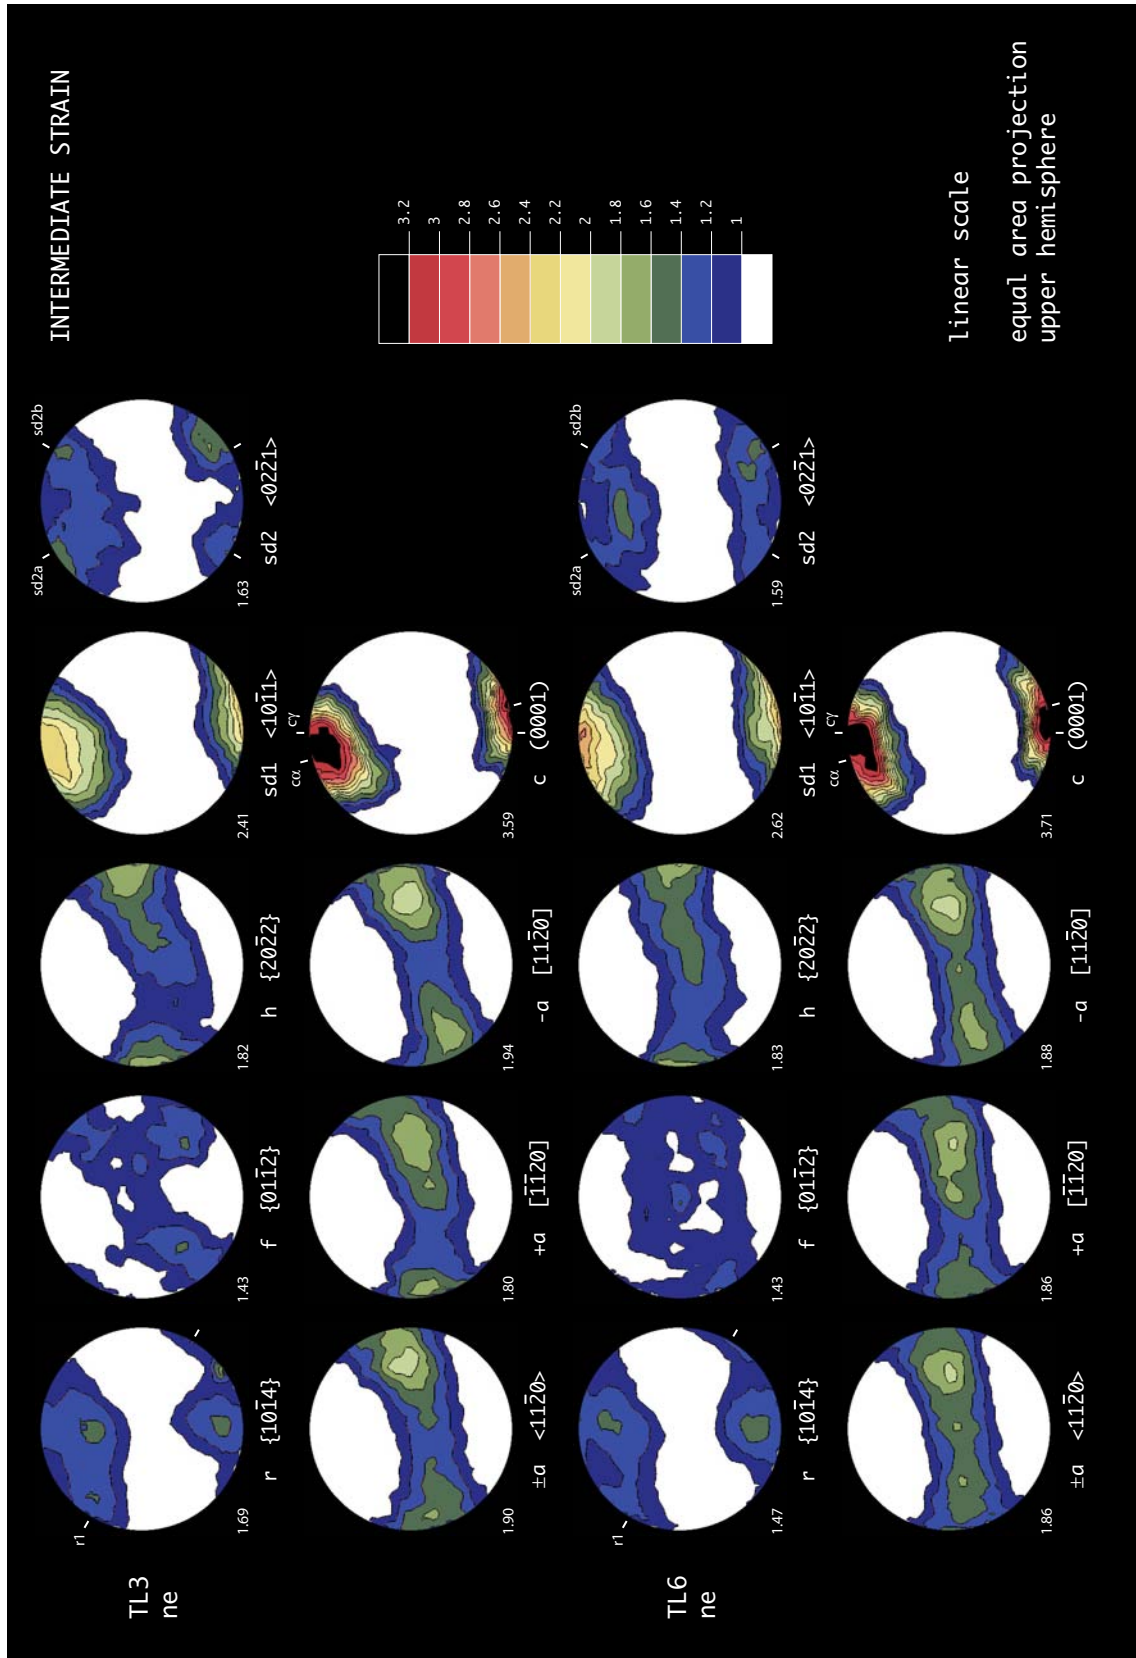 INTERMEDIATE STRAIN
TL3
ne
r1
1.69
r {101̄4}
1.43
f {011̄2}
1.82
h {202̄2}
2.41
sd1 <101̄1>
sd2a
sd2b
1.63
sd2 <022̄1>
1.90
±a <112̄0>
1.80
+a [1̄1̄20]
1.94
-a [112̄0]
cα
cγ
3.59
c (0001)
3.2
3
2.8
2.6
2.4
2.2
2
1.8
1.6
1.4
1.2
1
TL6
ne
r1
1.47
r {101̄4}
1.43
f {011̄2}
1.83
h {202̄2}
2.62
sd1 <101̄1>
sd2a
sd2b
1.59
sd2 <022̄1>
1.86
±a <112̄0>
1.86
+a [1̄1̄20]
1.88
-a [112̄0]
cα
cγ
3.71
c (0001)
linear scale
equal area projection
upper hemisphere